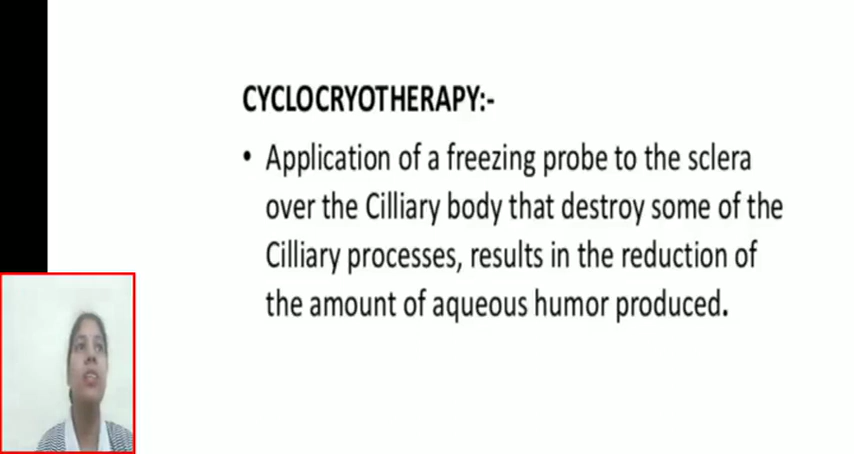 CYCLOCRYOTHERAPY:-
• Application of a freezing probe to the sclera
over the Cilliary body that destroy some of the
Cilliary processes, results in the reduction of
the amount of aqueous humor produced.